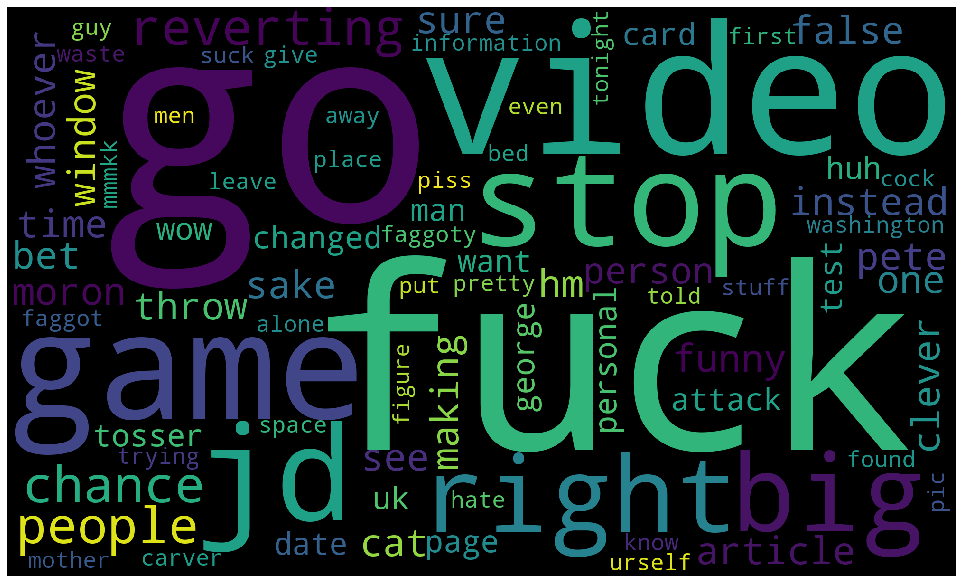 guy
reverting
sure
tonight
first
false
waste
suck
give
information
card
whoever
go
video
window
men
away
even
mmmkk
place
bed
leave
piss
stop
huh
cock
time
wow
man
instead
changed
faggoty
washington
bet
want
person
pete
moron
throw
sake
put
pretty
hm
told
stuff
test
one
faggot
alone
fuck
game
figure
making
george
personal
funny
clever
attack
tosser
space
trying
jd
see
found
chance
uk
hate
right
big
pic
people
date
cat
page
know
article
mother
carver
urself